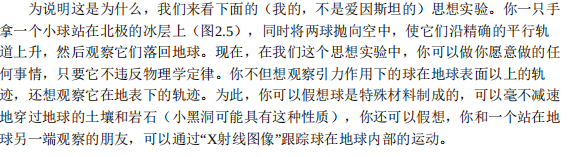 为说明这是为什么，我们来看下面的（我的，不是爱因斯坦的）思想实验。你一只手
拿一个小球站在北极的冰层上（图2.5），同时将两球抛向空中，使它们沿精确的平行轨
道上升，然后观察它们落回地球。现在，在我们这个思想实验中，你可以做你愿意做的任
何事情，只要它不违反物理学定律。你不但想观察引力作用下的球在地球表面以上的轨
迹，还想观察它在地表下的轨迹。为此，你可以假想球是特殊材料制成的，可以毫不减速
地穿过地球的土壤和岩石（小黑洞可能具有这种性质），你还可以假想，你和一个站在地
球另一端观察的朋友，可以通过“X射线图像”跟踪球在地球内部的运动。